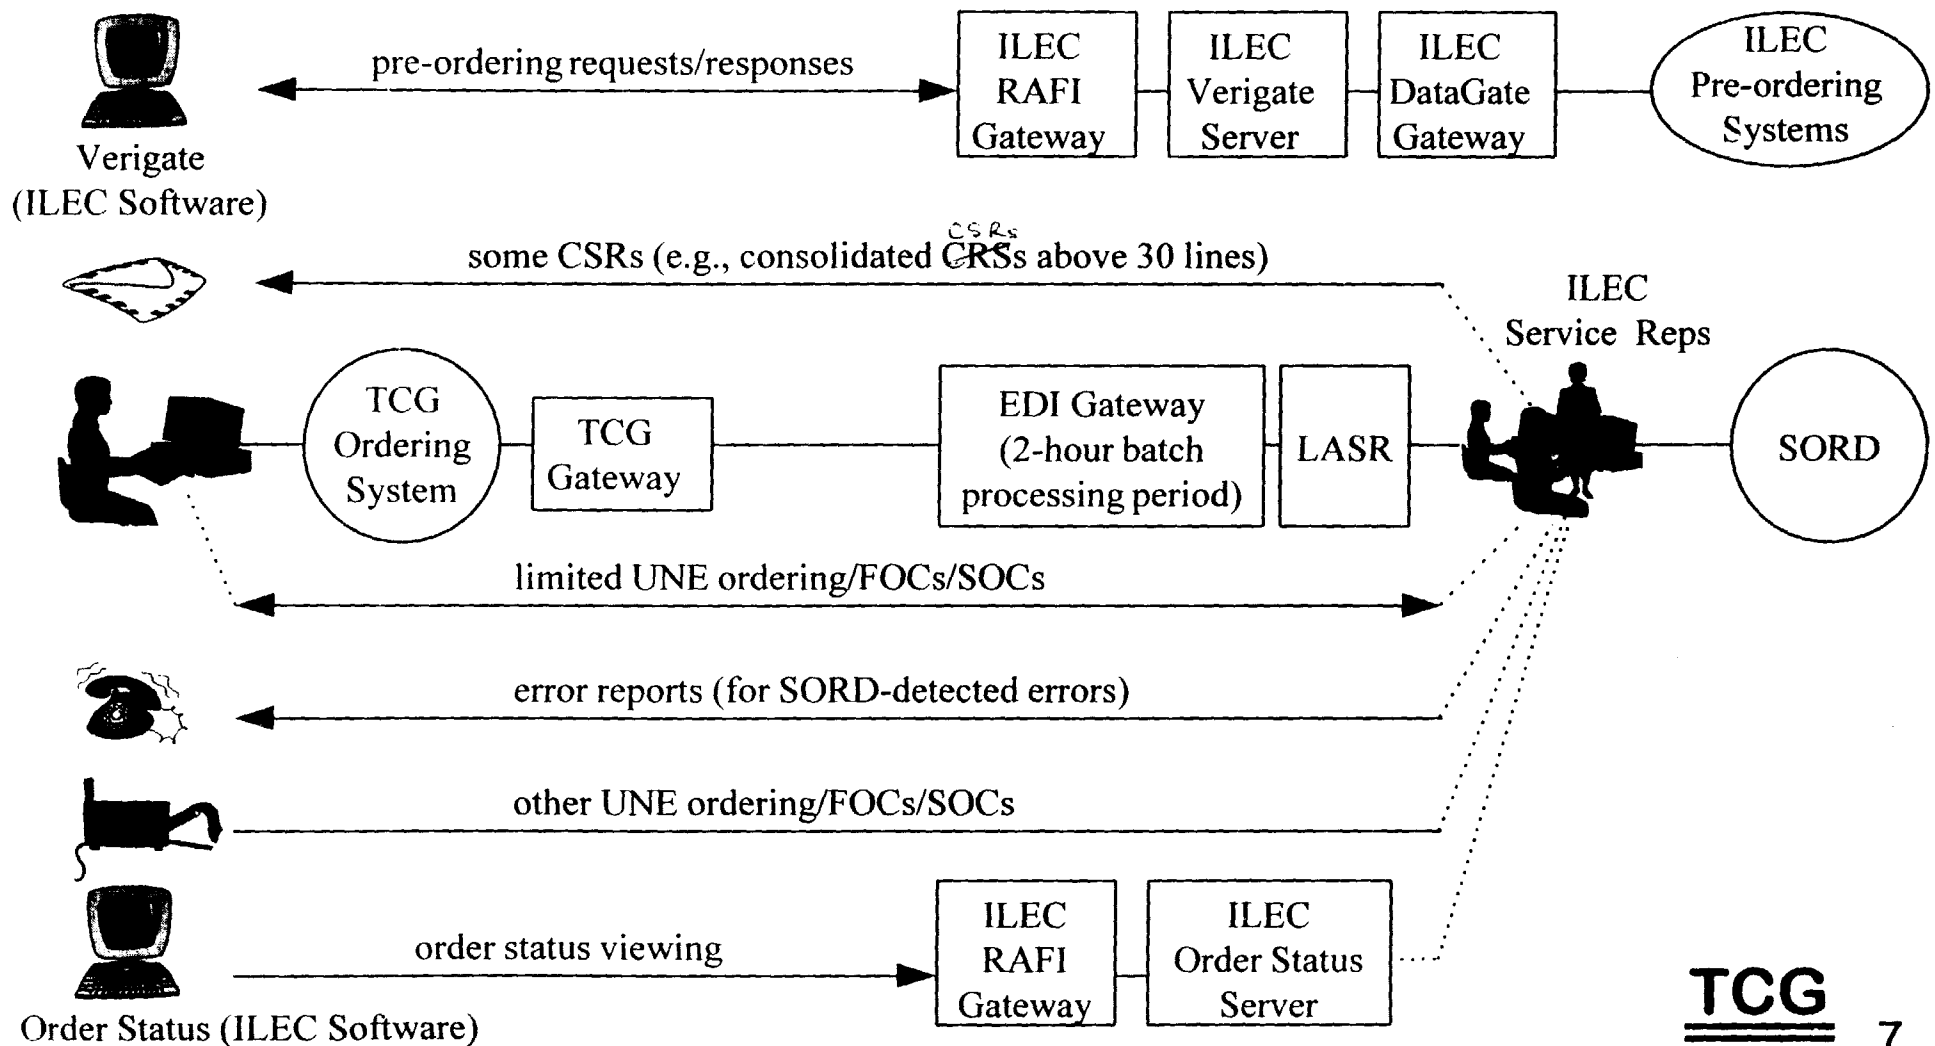 pre-ordering requests/responses
ILEC
RAFI
Gateway
ILEC
Verigate
Server
ILEC
DataGate
Gateway
ILEC
Pre-ordering
Systems
Verigate
(ILEC Software)
CSRs
some CSRs (e.g., consolidated CRSs above 30 lines)
ILEC
Service Reps
TCG
Ordering
System
TCG
Gateway
EDI Gateway
(2-hour batch
processing period)
LASR
SORD
limited UNE ordering/FOCs/SOCs
error reports (for SORD-detected errors)
other UNE ordering/FOCs/SOCs
order status viewing
ILEC
RAFI
Gateway
ILEC
Order Status
Server
Order Status (ILEC Software)
TCG
7